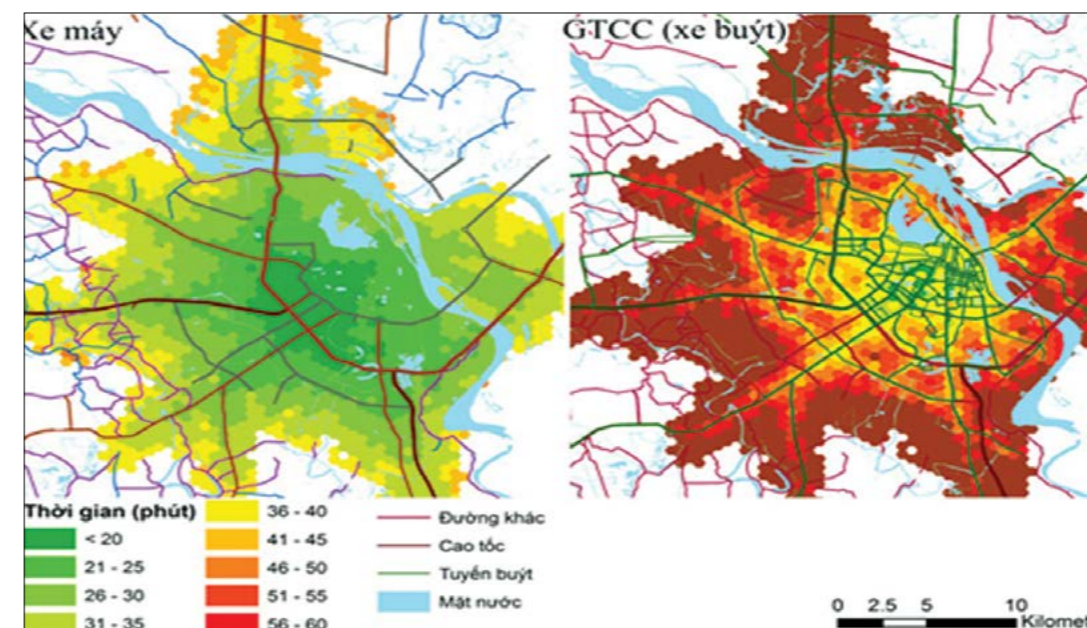 Xe máy
GTCC (xe buýt)
Thời gian (phút)
< 20
21 - 25
26 - 30
31 - 35
36 - 40
41 - 45
46 - 50
51 - 55
56 - 60
Đường khác
Cao tốc
Tuyến buýt
Mặt nước
0 2.5 5 10
Kilomet